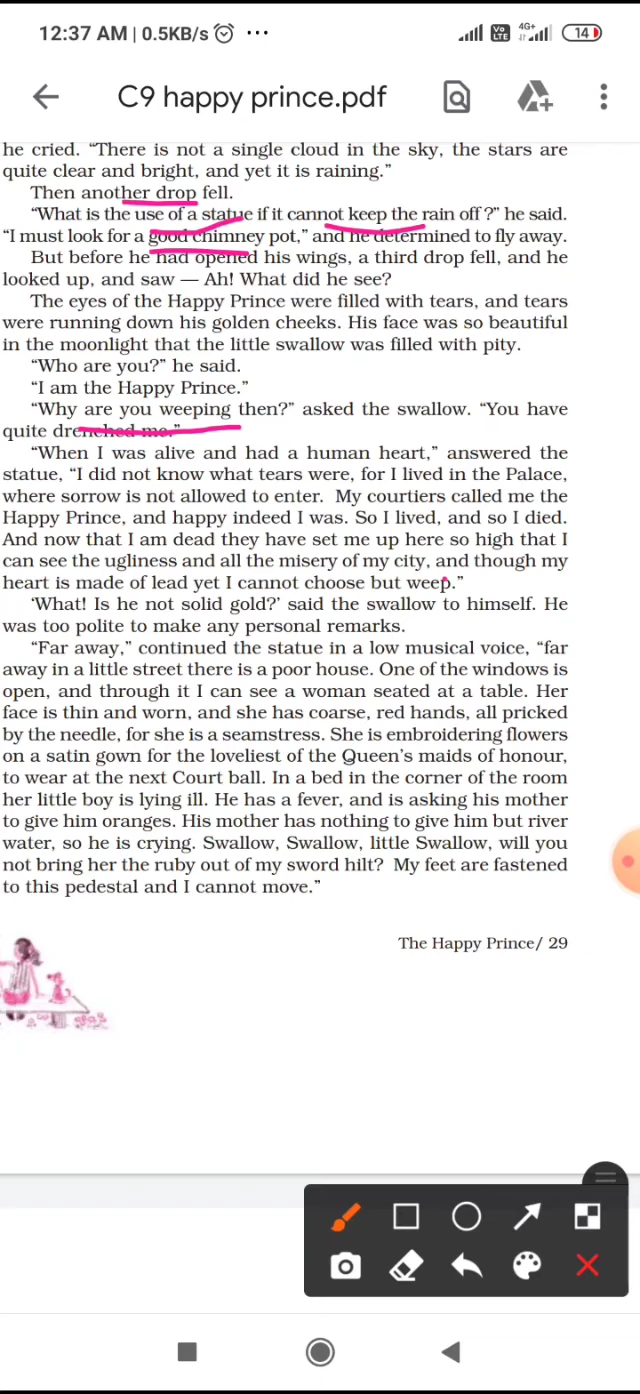 12:37 AM | 0.5KB/s
Vo LTE 4G+ 14
C9 happy prince.pdf
he cried. “There is not a single cloud in the sky, the stars are
quite clear and bright, and yet it is raining.”
Then another drop fell.
“What is the use of a statue if it cannot keep the rain off ?” he said.
“I must look for a good chimney pot,” and he determined to fly away.
But before he had opened his wings, a third drop fell, and he
looked up, and saw — Ah! What did he see?
The eyes of the Happy Prince were filled with tears, and tears
were running down his golden cheeks. His face was so beautiful
in the moonlight that the little swallow was filled with pity.
“Who are you?” he said.
“I am the Happy Prince.”
“Why are you weeping then?” asked the swallow. “You have
quite drenched me.”
“When I was alive and had a human heart,” answered the
statue, “I did not know what tears were, for I lived in the Palace,
where sorrow is not allowed to enter. My courtiers called me the
Happy Prince, and happy indeed I was. So I lived, and so I died.
And now that I am dead they have set me up here so high that I
can see the ugliness and all the misery of my city, and though my
heart is made of lead yet I cannot choose but weep.”
‘What! Is he not solid gold?’ said the swallow to himself. He
was too polite to make any personal remarks.
“Far away,” continued the statue in a low musical voice, “far
away in a little street there is a poor house. One of the windows is
open, and through it I can see a woman seated at a table. Her
face is thin and worn, and she has coarse, red hands, all pricked
by the needle, for she is a seamstress. She is embroidering flowers
on a satin gown for the loveliest of the Queen’s maids of honour,
to wear at the next Court ball. In a bed in the corner of the room
her little boy is lying ill. He has a fever, and is asking his mother
to give him oranges. His mother has nothing to give him but river
water, so he is crying. Swallow, Swallow, little Swallow, will you
not bring her the ruby out of my sword hilt? My feet are fastened
to this pedestal and I cannot move.”
The Happy Prince/ 29